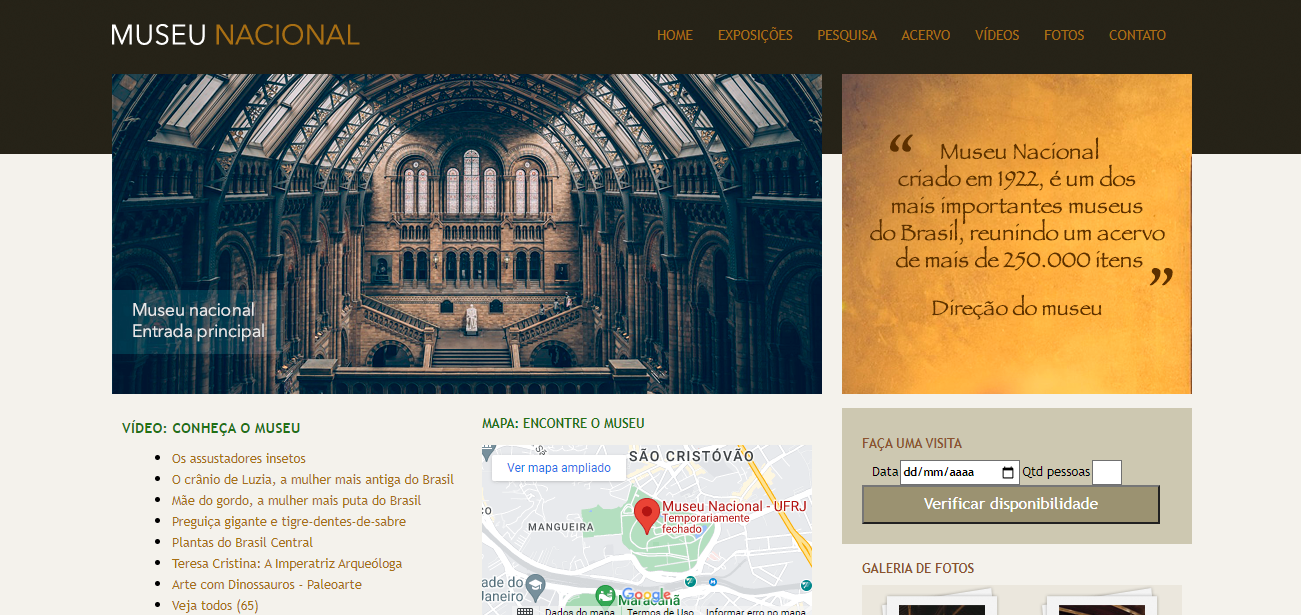 MUSEU NACIONAL
HOME EXPOSIÇÕES PESQUISA ACERVO VÍDEOS FOTOS CONTATO
Museu nacional
Entrada principal
“ Museu Nacional
criado em 1922, é um dos
mais importantes museus
do Brasil, reunindo um acervo
de mais de 250.000 itens ”
Direção do museu
VÍDEO: CONHEÇA O MUSEU
Os assustadores insetos
O crânio de Luzia, a mulher mais antiga do Brasil
Mãe do gordo, a mulher mais puta do Brasil
Preguiça gigante e tigre-dentes-de-sabre
Plantas do Brasil Central
Teresa Cristina: A Imperatriz Arqueóloga
Arte com Dinossauros - Paleoarte
Veja todos (65)
MAPA: ENCONTRE O MUSEU
Ver mapa ampliado
SÃO CRISTÓVÃO
Museu Nacional - UFRJ
Temporariamente
fechado
MANGUEIRA
ade do
Janeiro
Google
Maracanã
Dados do mapa Termos de Uso Informar erro no mapa
FAÇA UMA VISITA
Data dd/mm/aaaa Qtd pessoas
Verificar disponibilidade
GALERIA DE FOTOS